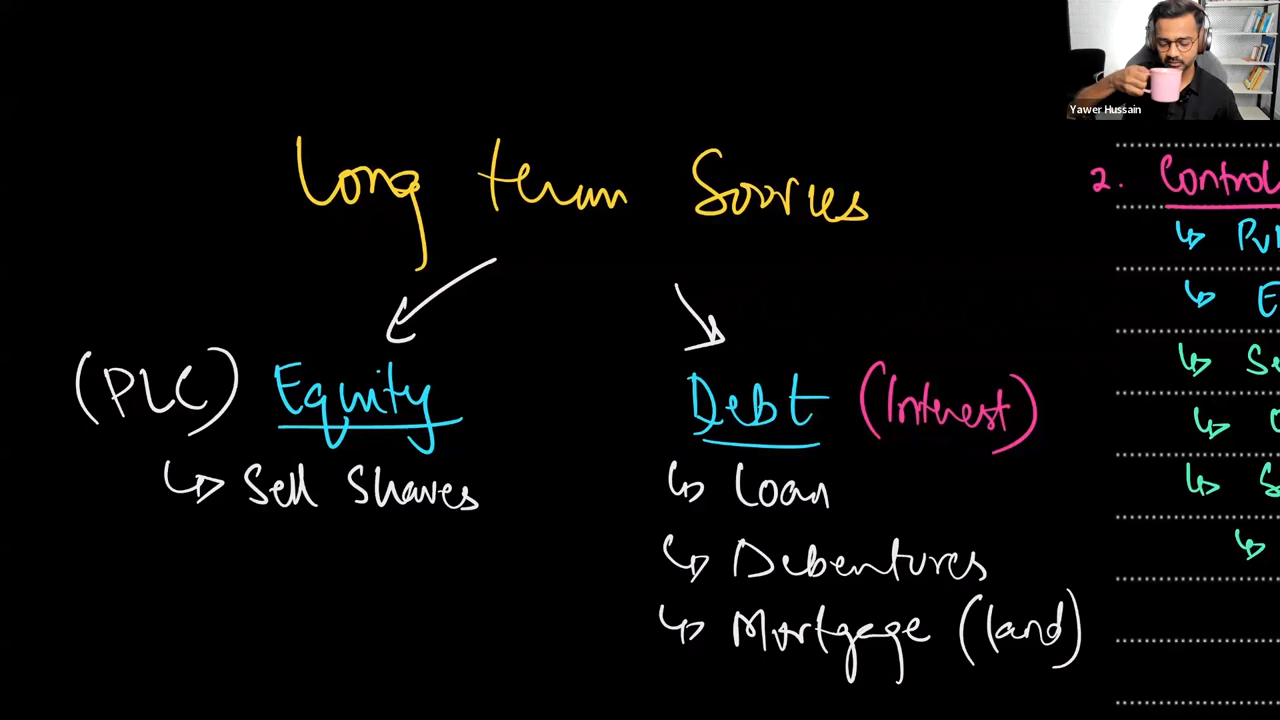 Yawer Hussain
Long term Sources
(PLC) Equity
↳ Sell Shares
Debt (Interest)
↳ Loan
↳ Debentures
↳ Mortgage (land)
2. Control